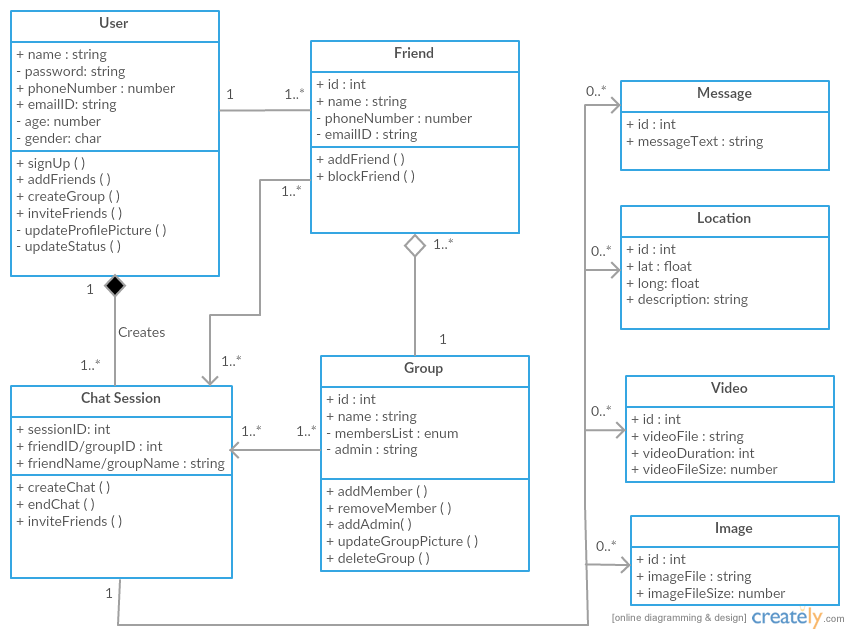 User
+ name : string
- password: string
+ phoneNumber : number
+ emailID: string
- age: number
- gender: char
+ signUp ( )
+ addFriends ( )
+ createGroup ( )
+ inviteFriends ( )
- updateProfilePicture ( )
- updateStatus ( )
1
1..*
Friend
+ id : int
+ name : string
- phoneNumber : number
- emailID : string
+ addFriend ( )
+ blockFriend ( )
1..*
1..*
1
Creates
1..*
1..*
1
Chat Session
+ sessionID: int
+ friendID/groupID : int
+ friendName/groupName : string
+ createChat ( )
+ endChat ( )
+ inviteFriends ( )
1..*
1..*
1
Group
+ id : int
+ name : string
- membersList : enum
- admin : string
+ addMember ( )
+ removeMember ( )
+ addAdmin( )
+ updateGroupPicture ( )
+ deleteGroup ( )
0..*
Message
+ id : int
+ messageText : string
0..*
Location
+ id : int
+ lat : float
+ long: float
+ description: string
0..*
Video
+ id : int
+ videoFile : string
+ videoDuration: int
+ videoFileSize: number
0..*
Image
+ id : int
+ imageFile : string
+ imageFileSize: number
[online diagramming & design] creately.com